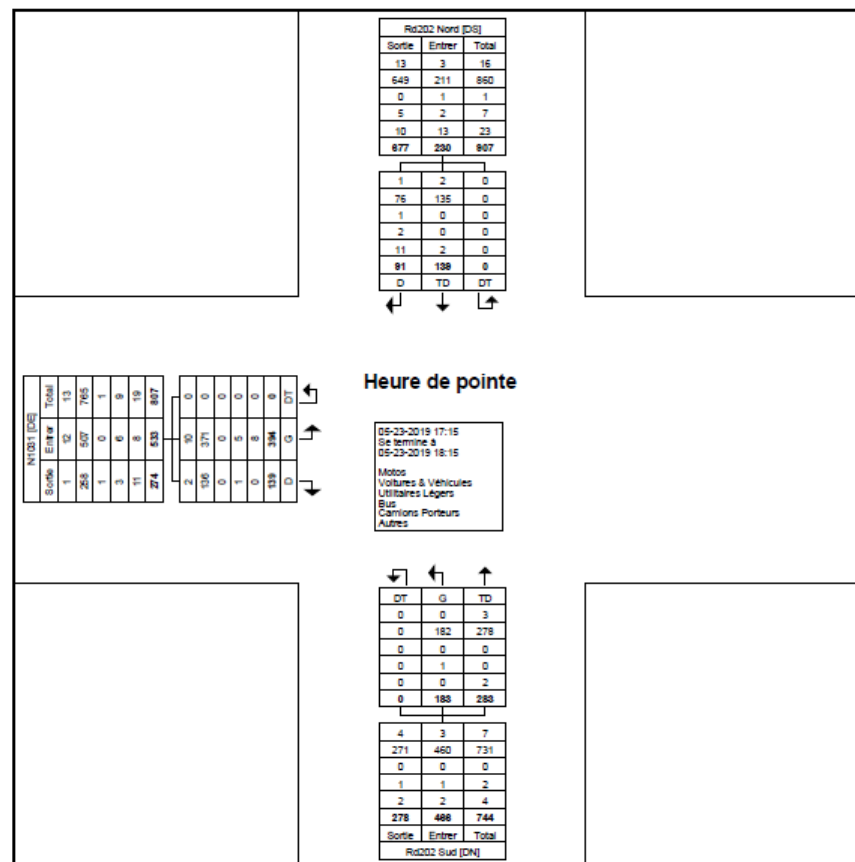 Rd202 Nord [DS]
Sortie Entrer Total
13 3 16
649 211 860
0 1 1
5 2 7
10 13 23
677 230 907
1 2 0
76 135 0
1 0 0
2 0 0
11 2 0
91 139 0
D TD DT
N1031 [DE]
Total 13 765 1 9 19 807
Entrer 12 507 0 6 8 533
Sortie 1 258 1 3 11 274
0 0 0 0 0 0 DT
10 371 0 5 8 394 G
2 136 0 1 0 139 D
Heure de pointe
05-23-2019 17:15
Se termine à
05-23-2019 18:15
Motos
Voitures & Véhicules
Utilitaires Légers
Bus
Camions Porteurs
Autres
DT G TD
0 0 3
0 182 278
0 0 0
0 1 0
0 0 2
0 183 283
4 3 7
271 460 731
0 0 0
1 1 2
2 2 4
278 466 744
Sortie Entrer Total
Rd202 Sud [DN]